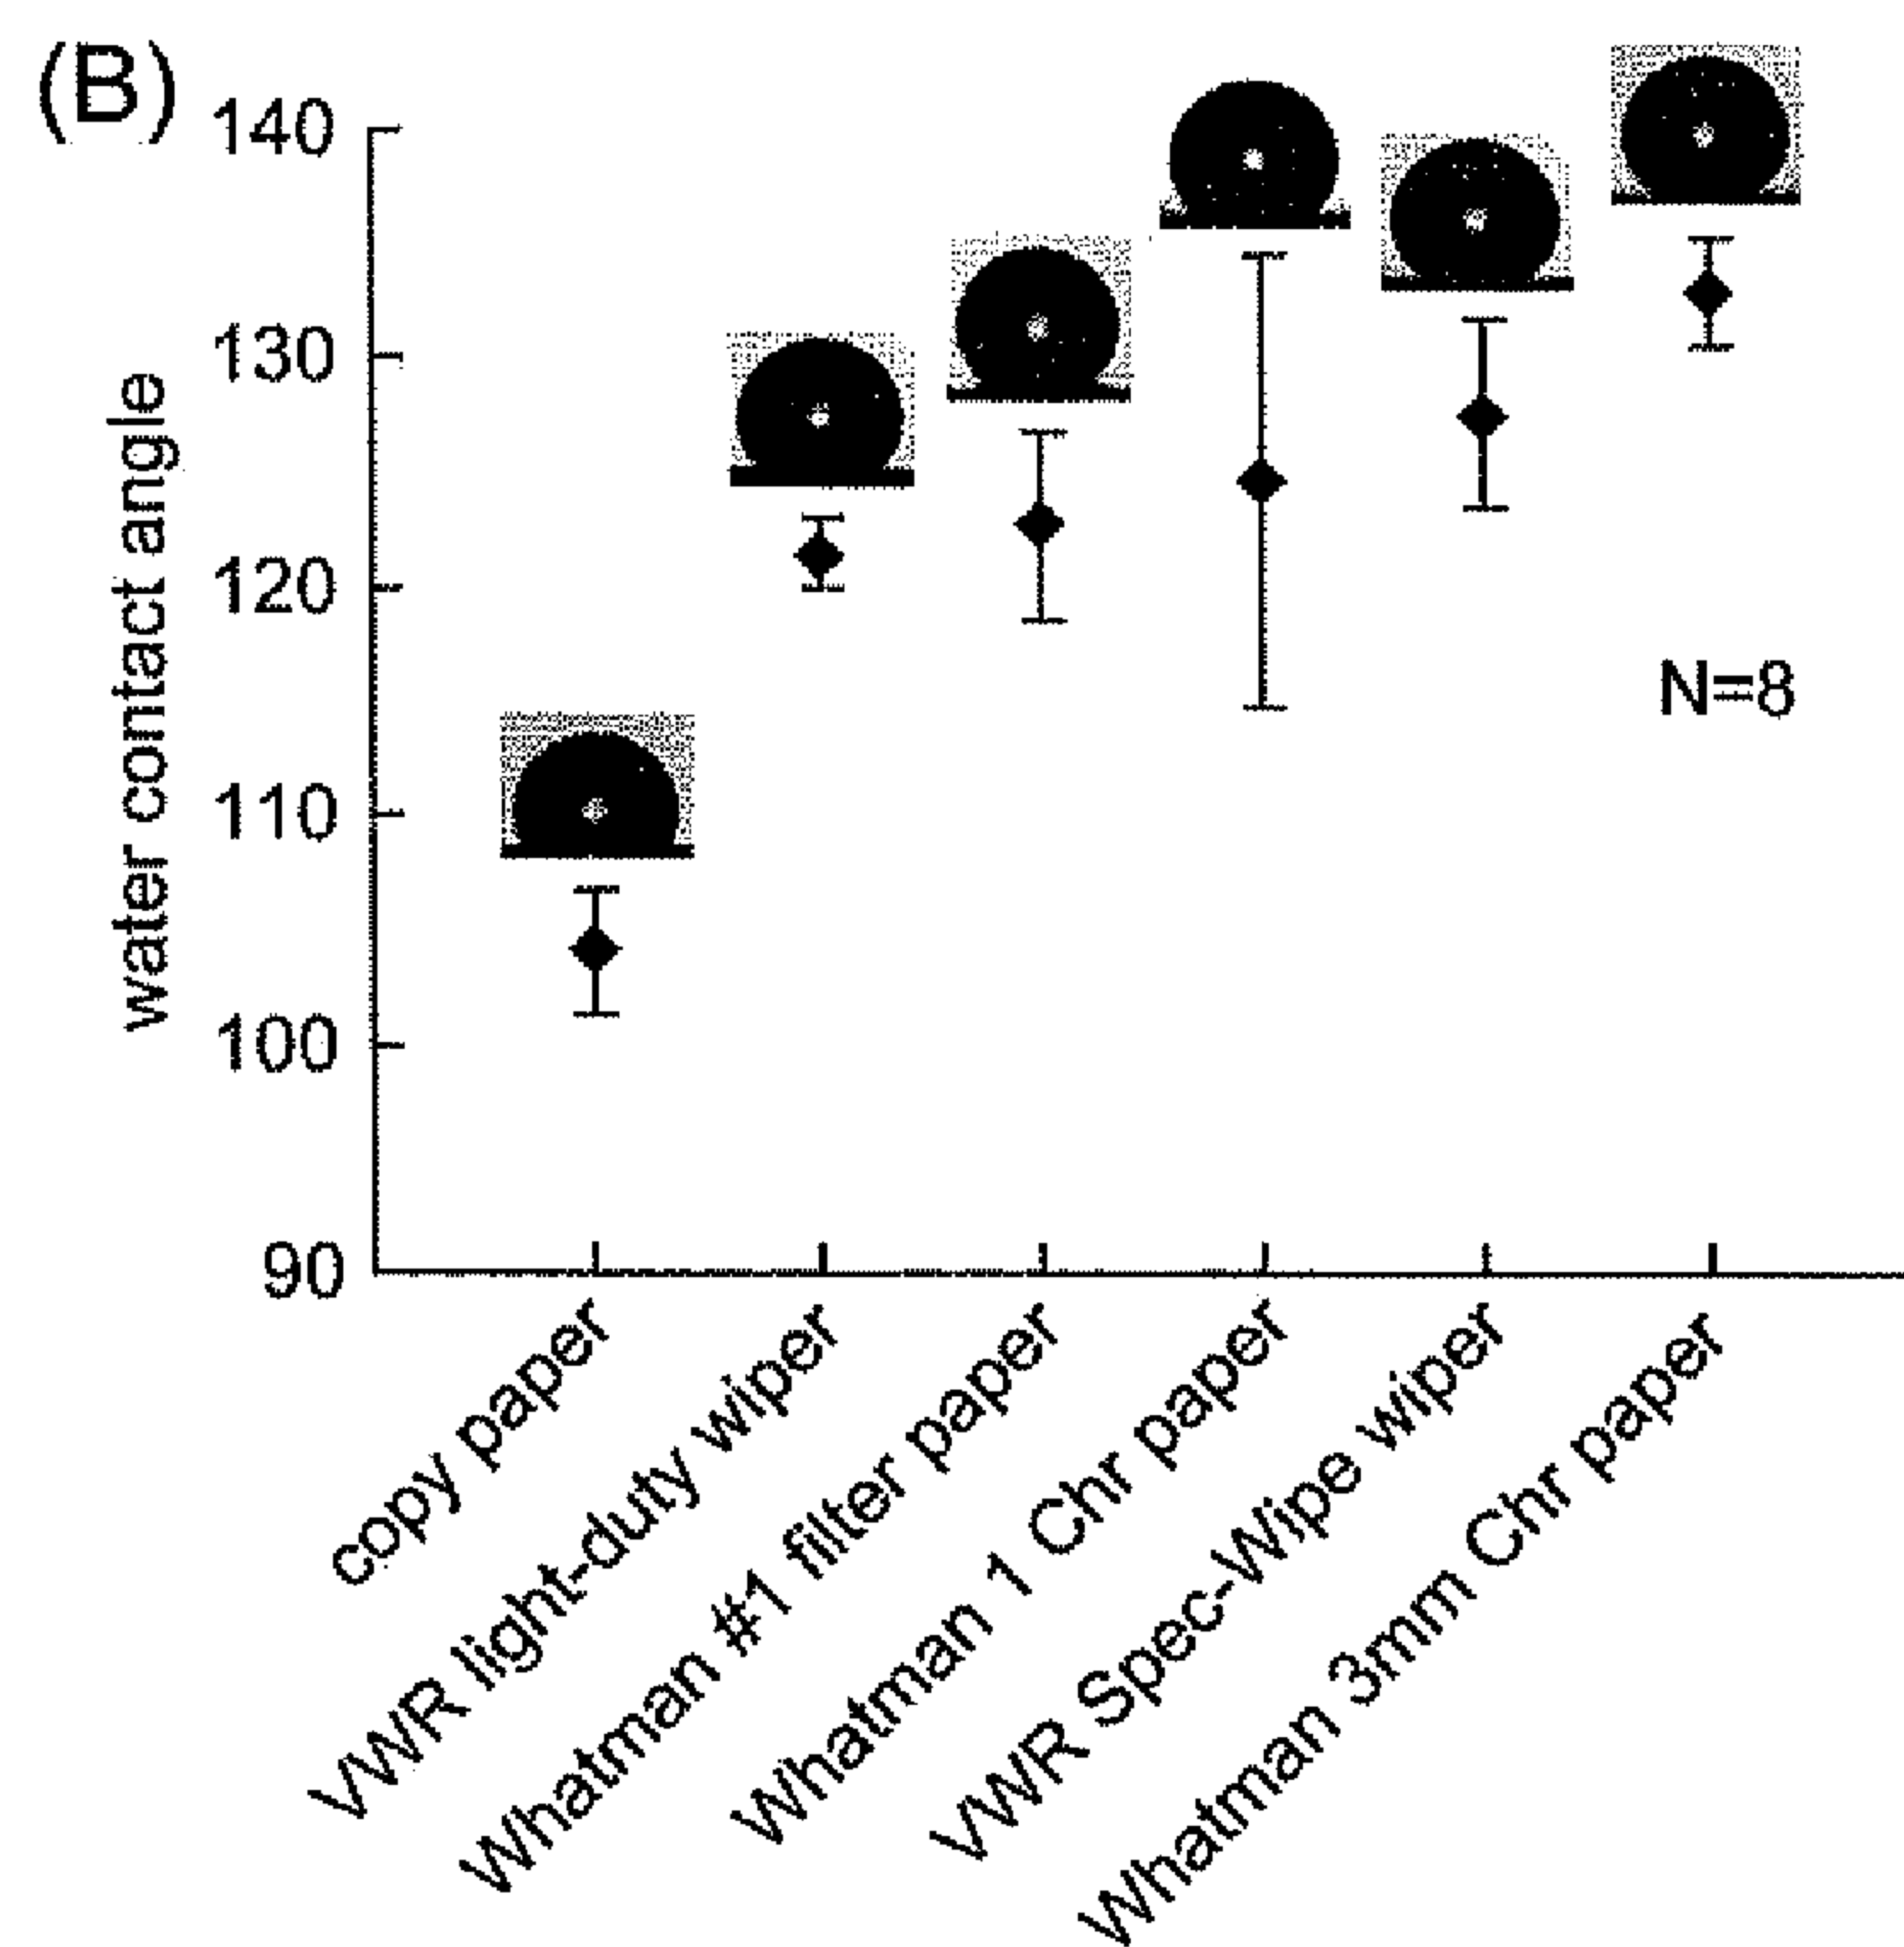 (B)
140
130
120
110
100
90
water contact angle
N=8
copy paper
VWR light-duty wiper
Whatman #1 filter paper
Whatman 1 Chr paper
VWR Spec-Wipe wiper
Whatman 3mm Chr paper